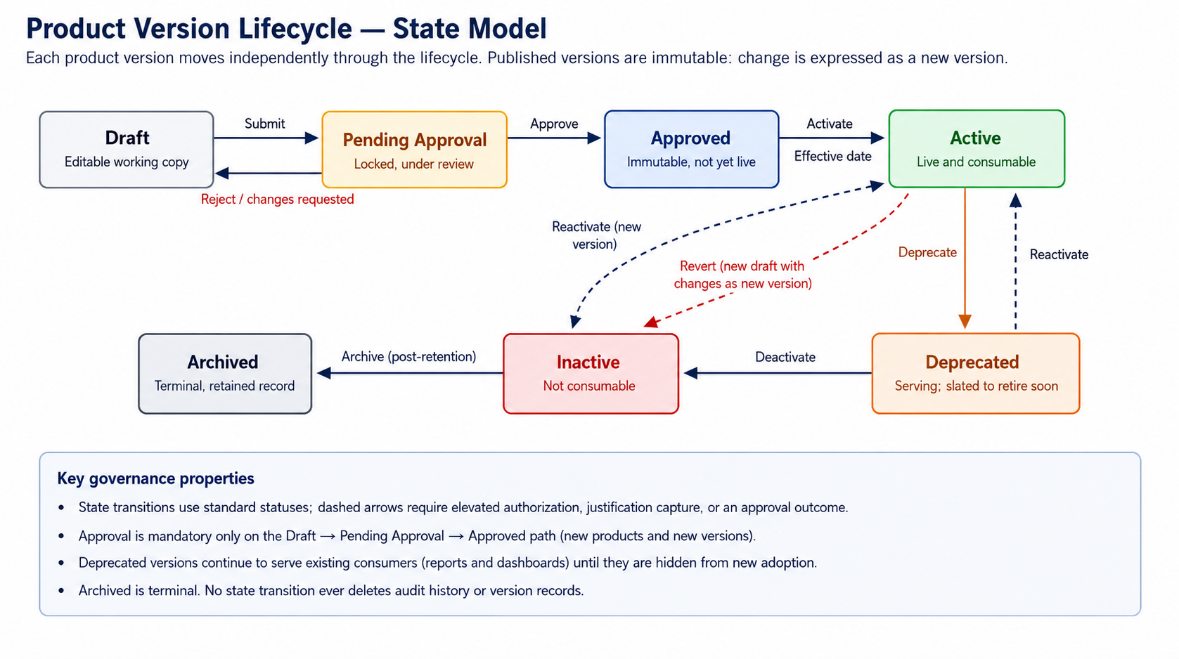 Product Version Lifecycle — State Model
Each product version moves independently through the lifecycle. Published versions are immutable: change is expressed as a new version.
Draft
Editable working copy
Submit
Reject / changes requested
Pending Approval
Locked, under review
Approve
Approved
Immutable, not yet live
Activate
Effective date
Active
Live and consumable
Reactivate (new
version)
Revert (new draft with
changes as new version)
Deprecate
Reactivate
Archived
Terminal, retained record
Archive (post-retention)
Inactive
Not consumable
Deactivate
Deprecated
Serving; slated to retire soon
Key governance properties
• State transitions use standard statuses; dashed arrows require elevated authorization, justification capture, or an approval outcome.
• Approval is mandatory only on the Draft → Pending Approval → Approved path (new products and new versions).
• Deprecated versions continue to serve existing consumers (reports and dashboards) until they are hidden from new adoption.
• Archived is terminal. No state transition ever deletes audit history or version records.